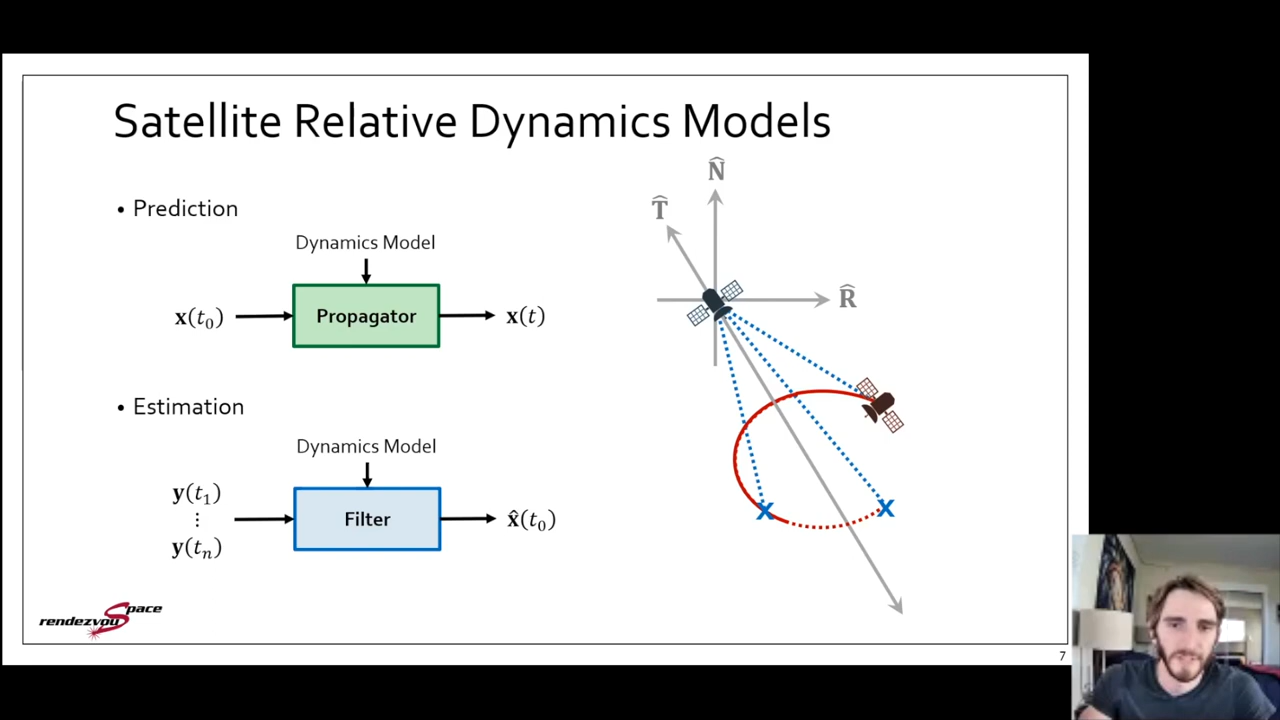 Satellite Relative Dynamics Models
• Prediction
Dynamics Model
𝐱(t₀)
Propagator
𝐱(t)
• Estimation
Dynamics Model
𝐲(t₁)
⋮
𝐲(tₙ)
Filter
𝐱̂(t₀)
N̂
T̂
R̂
X
X
rendezvouSpace
7